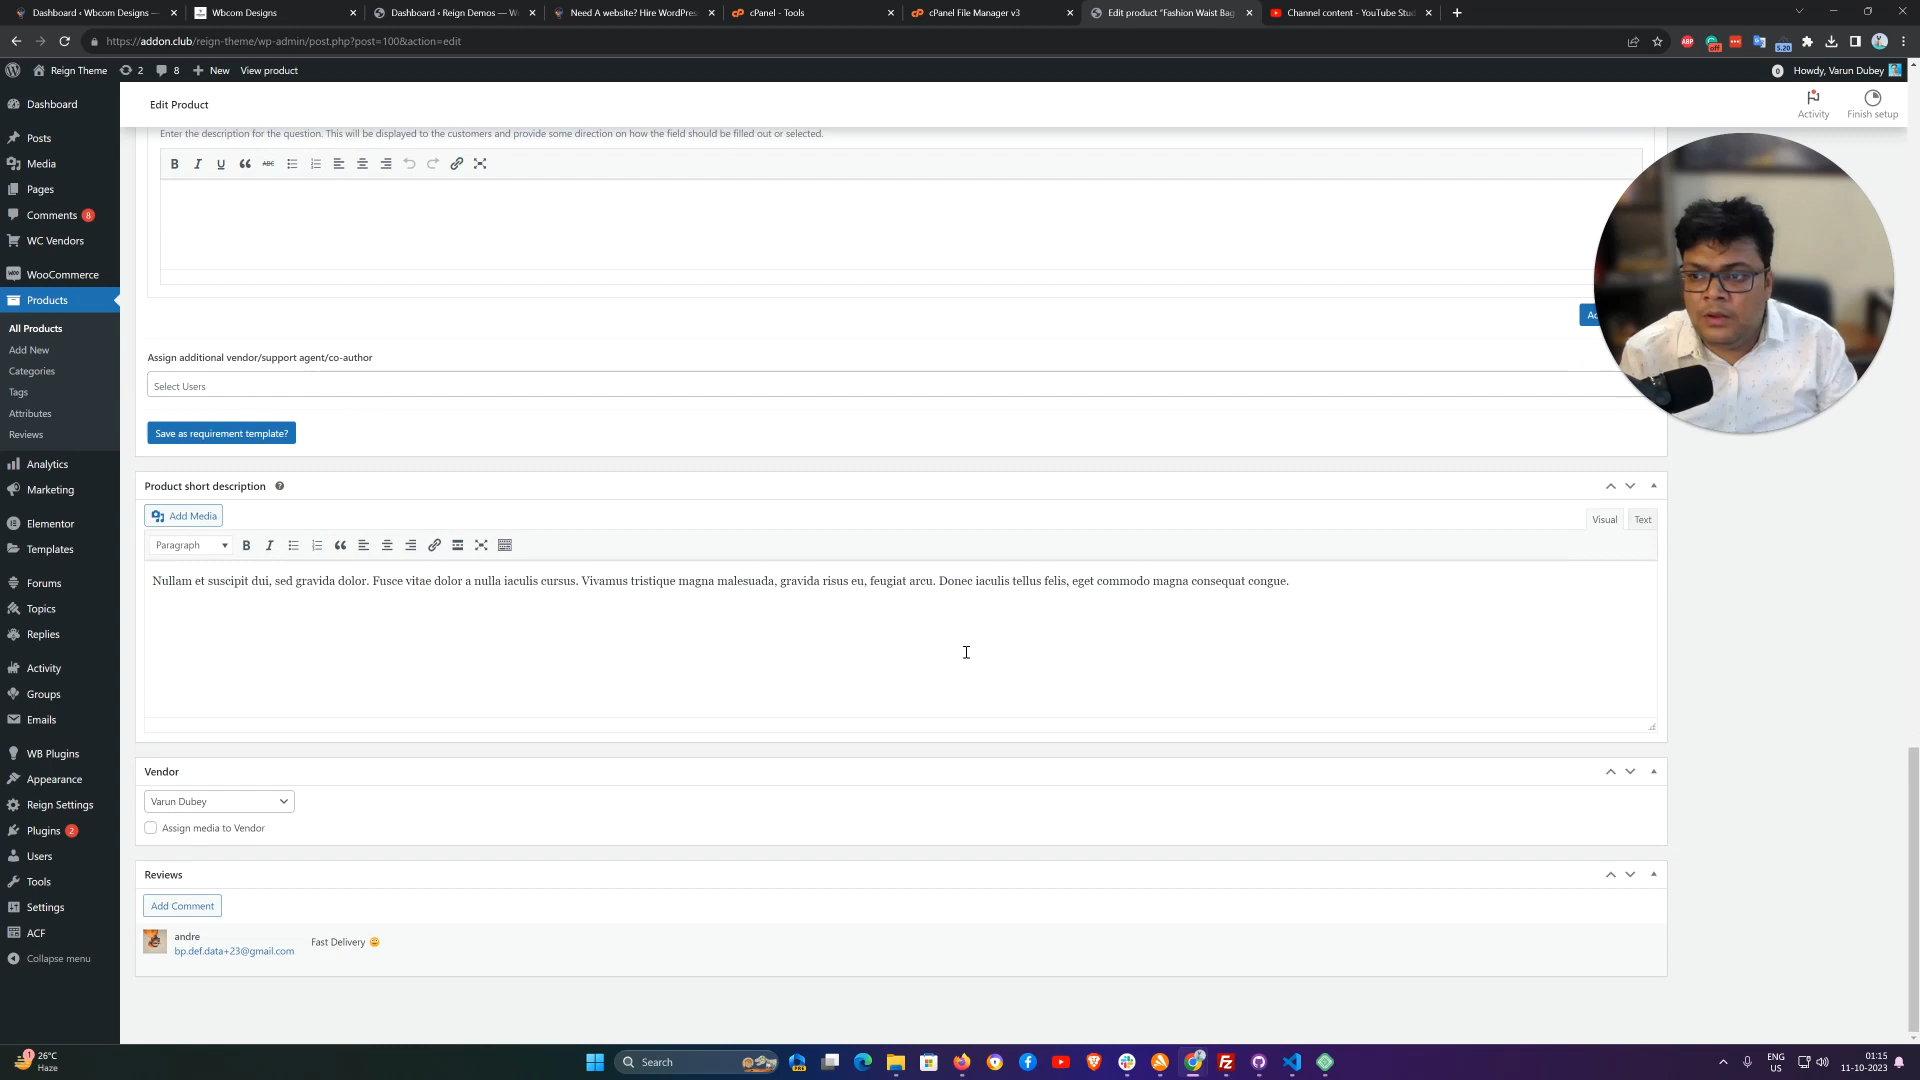 Dashboard ‹ Wbcom Designs —
Wbcom Designs
Dashboard ‹ Reign Demos — W
Need A website? Hire WordPres
cPanel - Tools
cPanel File Manager v3
Edit product "Fashion Waist Bag
Channel content - YouTube Stud
https://addon.club/reign-theme/wp-admin/post.php?post=100&action=edit
ABP
off
5.20
Reign Theme
2
8
New
View product
0
Howdy, Varun Dubey
Dashboard
Posts
Media
Pages
Comments 8
WC Vendors
WooCommerce
Products
All Products
Add New
Categories
Tags
Attributes
Reviews
Analytics
Marketing
Elementor
Templates
Forums
Topics
Replies
Activity
Groups
Emails
WB Plugins
Appearance
Reign Settings
Plugins 2
Users
Tools
Settings
ACF
Collapse menu
Edit Product
Activity
Finish setup
Enter the description for the question. This will be displayed to the customers and provide some direction on how the field should be filled out or selected.
B I U ABC
Assign additional vendor/support agent/co-author
Select Users
Save as requirement template?
Product short description
Add Media
Visual
Text
Paragraph
B I
Nullam et suscipit dui, sed gravida dolor. Fusce vitae dolor a nulla iaculis cursus. Vivamus tristique magna malesuada, gravida risus eu, feugiat arcu. Donec iaculis tellus felis, eget commodo magna consequat congue.
Vendor
Varun Dubey
Assign media to Vendor
Reviews
Add Comment
andre
bp.def.data+23@gmail.com
Fast Delivery
1
26°C
Haze
Search
ENG
US
01:15
11-10-2023